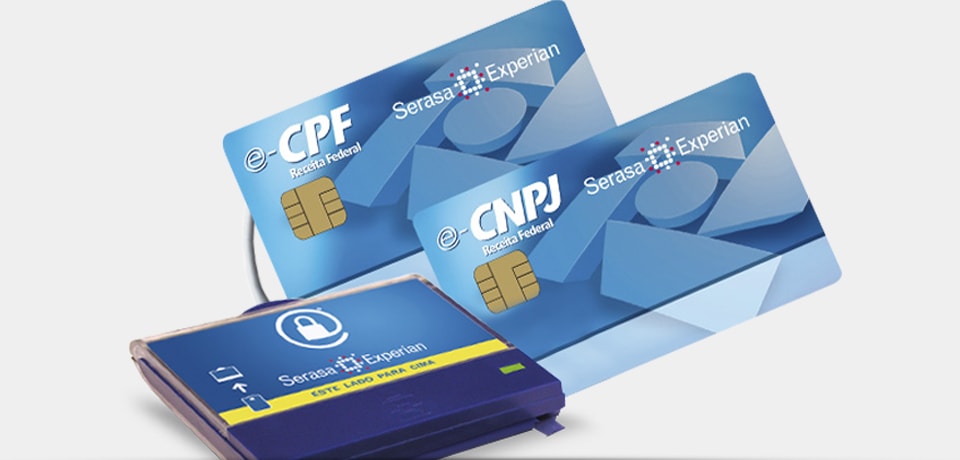 e-CPF
Receita Federal
Serasa Experian
e-CNPJ
Receita Federal
Serasa Experian
Serasa Experian
ESTE LADO PARA CIMA